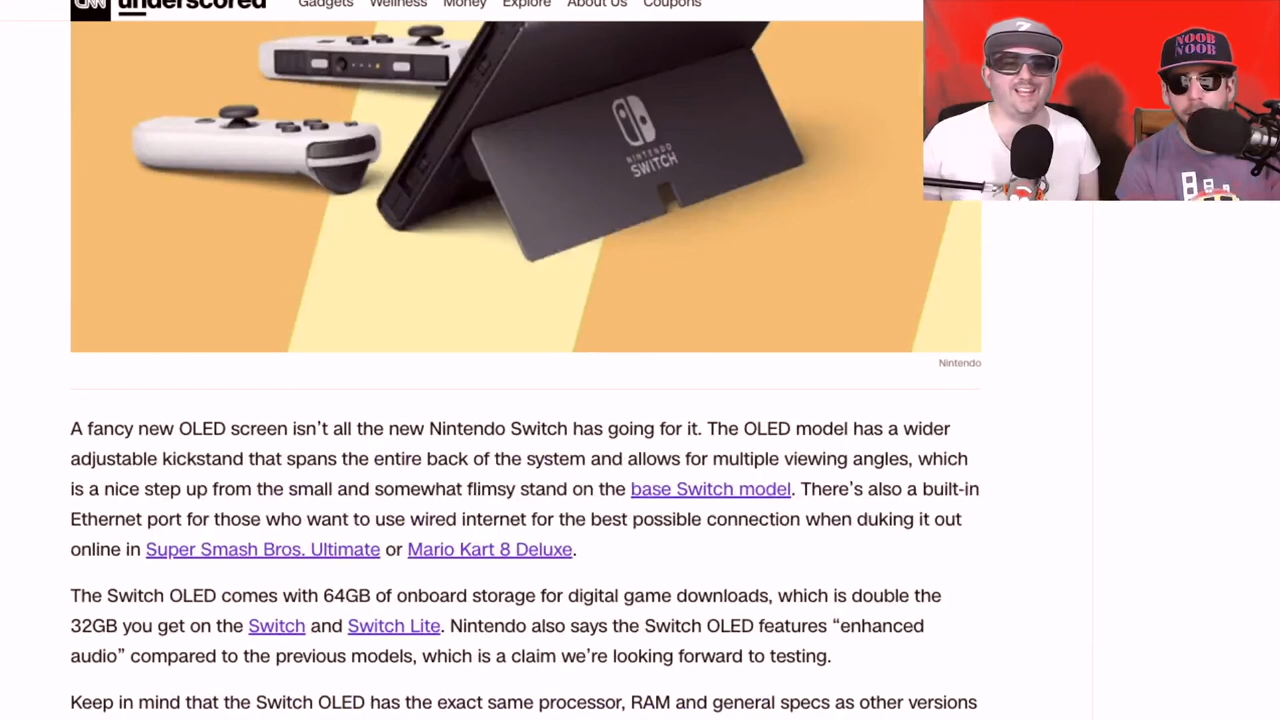 CNN underscored Gadgets Wellness Money Explore About Us Coupons
NOOB
NOOB
NINTENDO
SWITCH
Nintendo
A fancy new OLED screen isn’t all the new Nintendo Switch has going for it. The OLED model has a wider
adjustable kickstand that spans the entire back of the system and allows for multiple viewing angles, which
is a nice step up from the small and somewhat flimsy stand on the base Switch model. There’s also a built-in
Ethernet port for those who want to use wired internet for the best possible connection when duking it out
online in Super Smash Bros. Ultimate or Mario Kart 8 Deluxe.
The Switch OLED comes with 64GB of onboard storage for digital game downloads, which is double the
32GB you get on the Switch and Switch Lite. Nintendo also says the Switch OLED features “enhanced
audio” compared to the previous models, which is a claim we’re looking forward to testing.
Keep in mind that the Switch OLED has the exact same processor, RAM and general specs as other versions